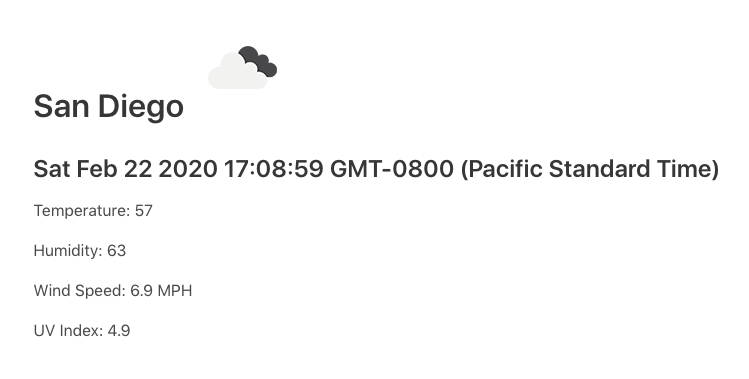 San Diego
Sat Feb 22 2020 17:08:59 GMT-0800 (Pacific Standard Time)
Temperature: 57
Humidity: 63
Wind Speed: 6.9 MPH
UV Index: 4.9